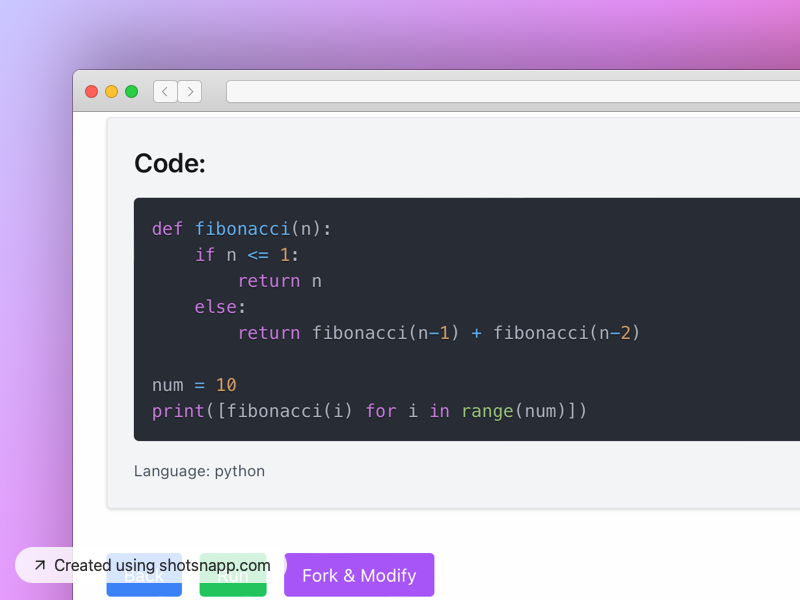 Code:
def fibonacci(n):
    if n <= 1:
        return n
    else:
        return fibonacci(n-1) + fibonacci(n-2)

num = 10
print([fibonacci(i) for i in range(num)])
Language: python
Back Run Fork & Modify
Created using shotsnapp.com